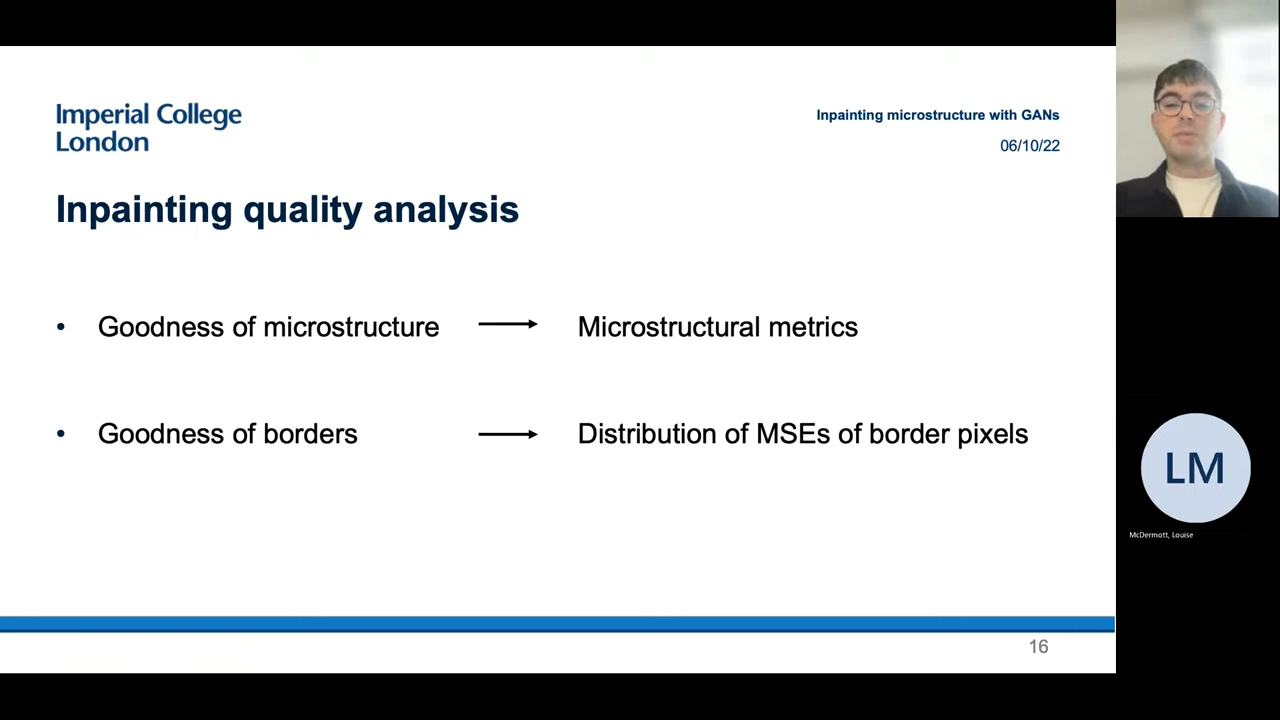 Imperial College
London
Inpainting microstructure with GANs
06/10/22
Inpainting quality analysis
• Goodness of microstructure → Microstructural metrics
• Goodness of borders → Distribution of MSEs of border pixels
16
LM
McDermott, Louise